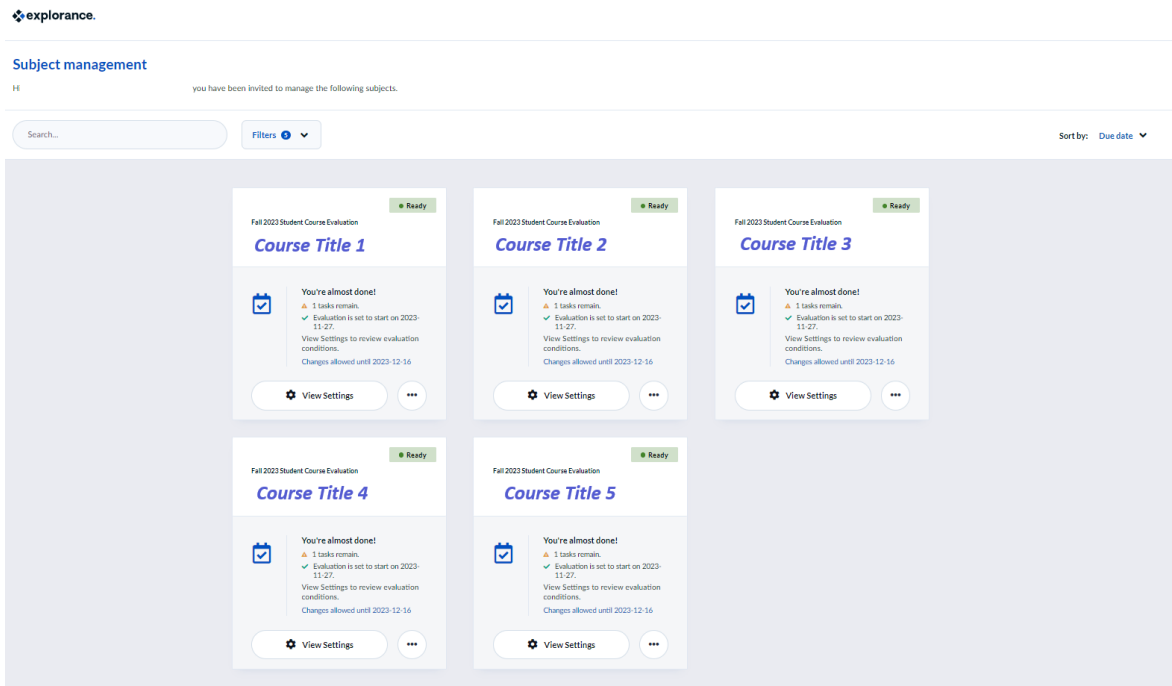 explorance.
Subject management
Hi you have been invited to manage the following subjects.
Search... Filters 5 Sort by: Due date
Ready
Fall 2023 Student Course Evaluation
Course Title 1
You're almost done!
1 tasks remain.
Evaluation is set to start on 2023-
11-27.
View Settings to review evaluation
conditions.
Changes allowed until 2023-12-16
View Settings
Ready
Fall 2023 Student Course Evaluation
Course Title 2
You're almost done!
1 tasks remain.
Evaluation is set to start on 2023-
11-27.
View Settings to review evaluation
conditions.
Changes allowed until 2023-12-16
View Settings
Ready
Fall 2023 Student Course Evaluation
Course Title 3
You're almost done!
1 tasks remain.
Evaluation is set to start on 2023-
11-27.
View Settings to review evaluation
conditions.
Changes allowed until 2023-12-16
View Settings
Ready
Fall 2023 Student Course Evaluation
Course Title 4
You're almost done!
1 tasks remain.
Evaluation is set to start on 2023-
11-27.
View Settings to review evaluation
conditions.
Changes allowed until 2023-12-16
View Settings
Ready
Fall 2023 Student Course Evaluation
Course Title 5
You're almost done!
1 tasks remain.
Evaluation is set to start on 2023-
11-27.
View Settings to review evaluation
conditions.
Changes allowed until 2023-12-16
View Settings